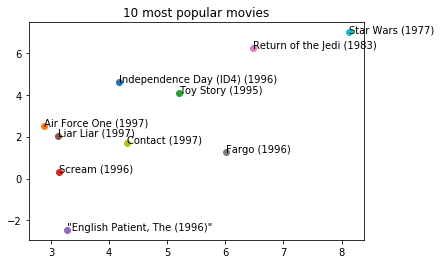 10 most popular movies
Star Wars (1977)
Return of the Jedi (1983)
Independence Day (ID4) (1996)
Toy Story (1995)
Air Force One (1997)
Liar Liar (1997)
Contact (1997)
Fargo (1996)
Scream (1996)
"English Patient, The (1996)"
6
4
2
0
−2
3 4 5 6 7 8